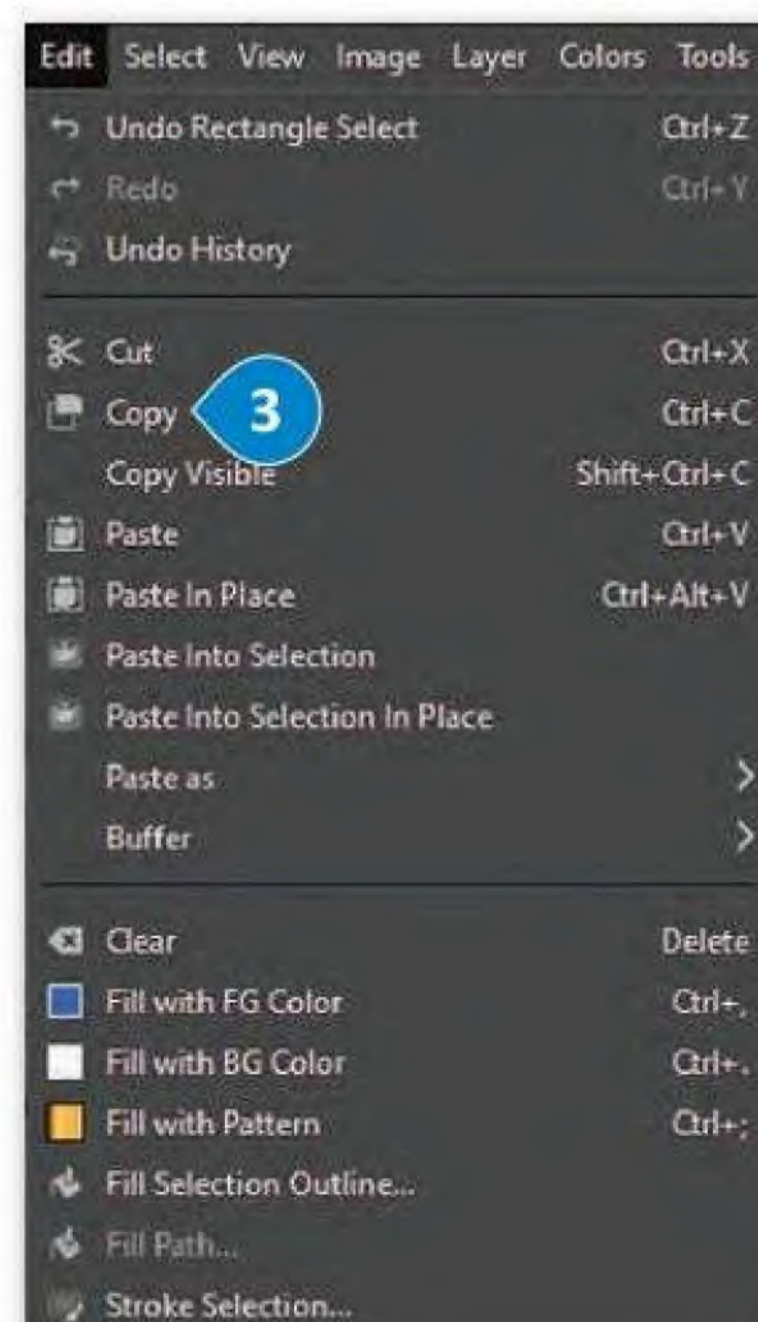 Edit Select View Image Layer Colors Tools
Undo Rectangle Select Ctrl+Z
Redo Ctrl+Y
Undo History
Cut Ctrl+X
Copy 3 Ctrl+C
Copy Visible Shift+Ctrl+C
Paste Ctrl+V
Paste In Place Ctrl+Alt+V
Paste Into Selection
Paste Into Selection In Place
Paste as
Buffer
Clear Delete
Fill with FG Color Ctrl+,
Fill with BG Color Ctrl+.
Fill with Pattern Ctrl+;
Fill Selection Outline...
Fill Path...
Stroke Selection...